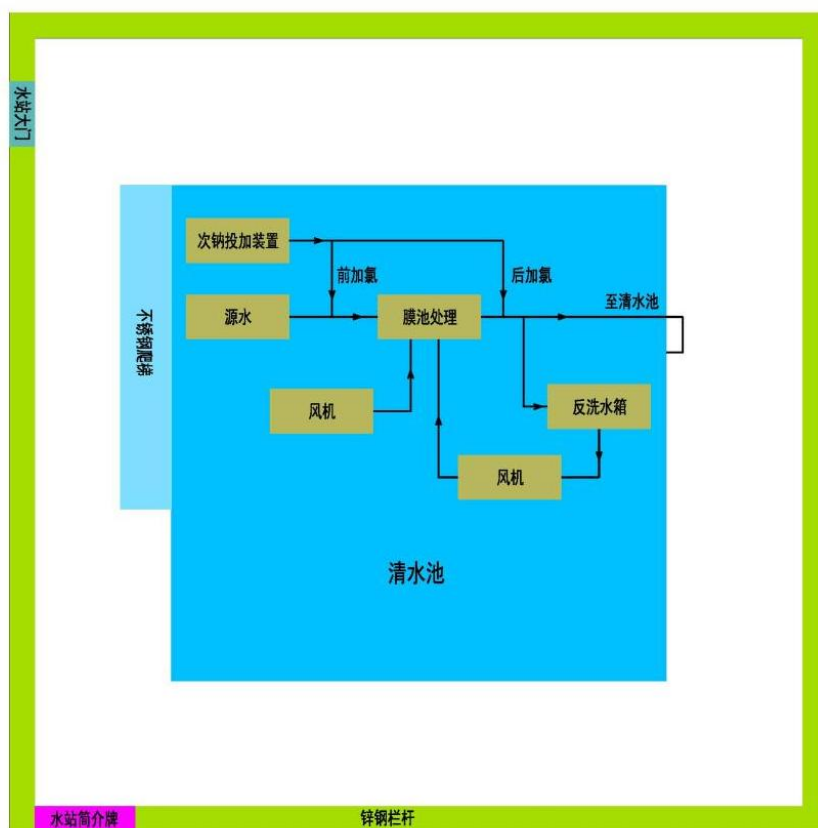 水站大门
次钠投加装置
前加氯
后加氯
至清水池
源水
膜池处理
不锈钢爬梯
风机
反洗水箱
风机
清水池
水站简介牌
锌钢栏杆